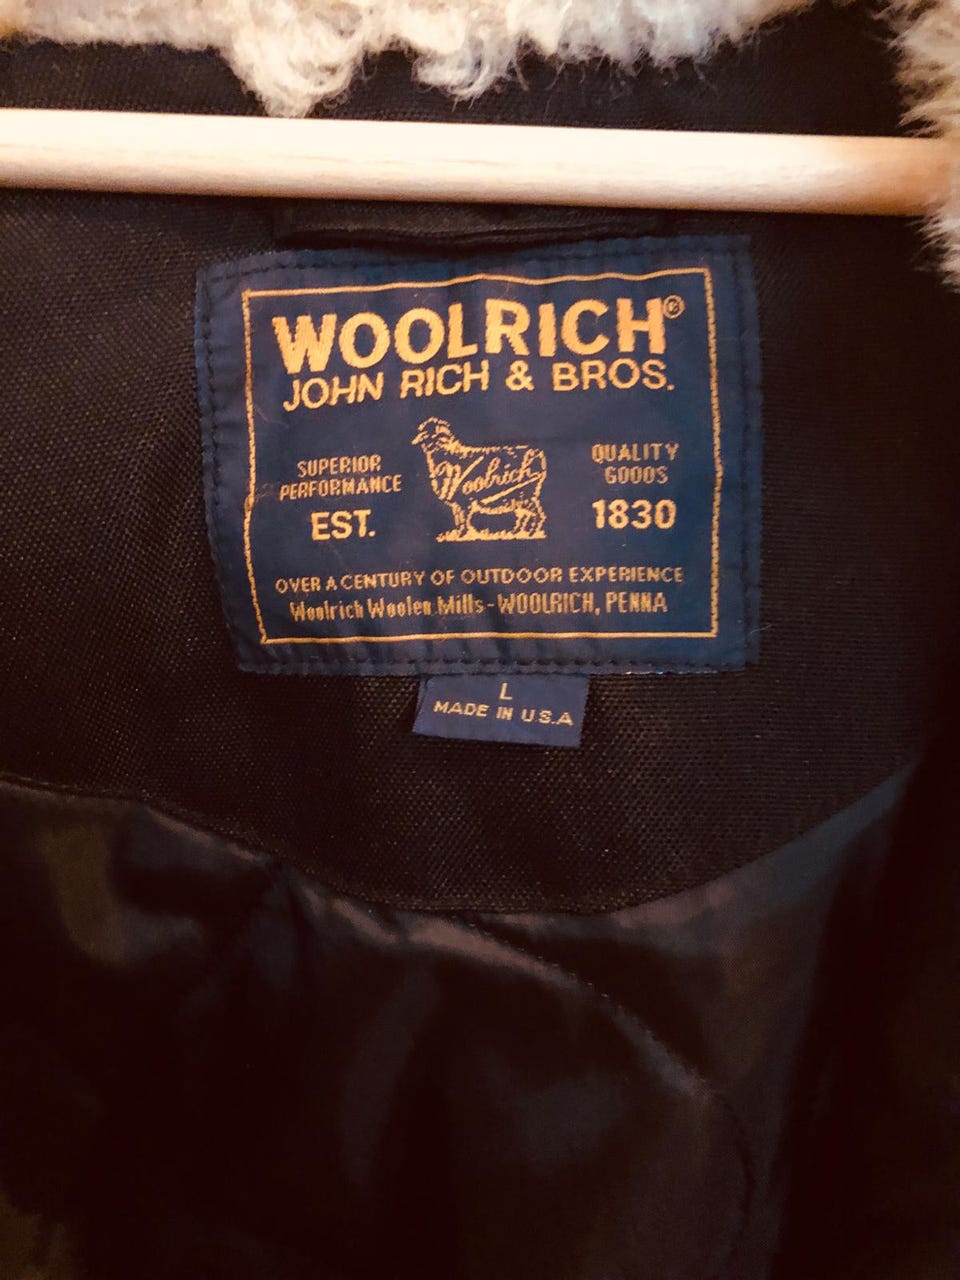 WOOLRICH®
JOHN RICH & BROS.
SUPERIOR
PERFORMANCE
EST.
Woolrich
QUALITY
GOODS
1830
OVER A CENTURY OF OUTDOOR EXPERIENCE
Woolrich Woolen Mills - WOOLRICH, PENNA
L
MADE IN U.S.A